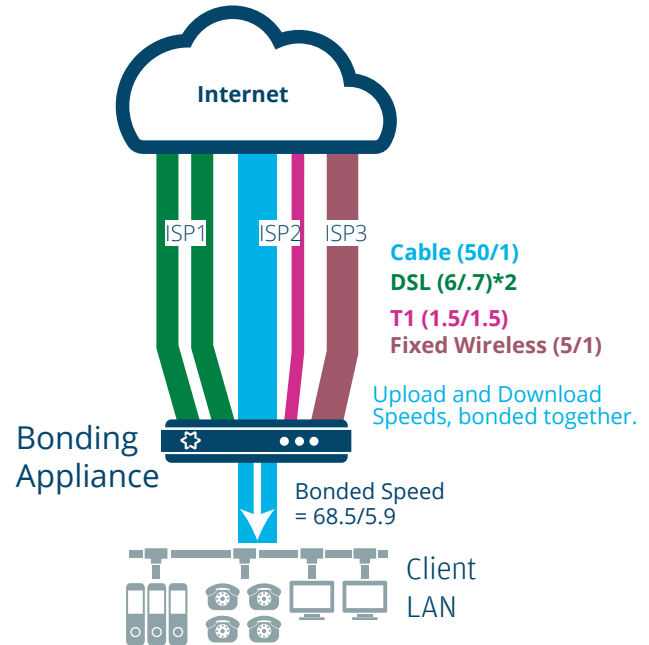 Internet
ISP1
ISP2
ISP3
Cable (50/1)
DSL (6/.7)*2
T1 (1.5/1.5)
Fixed Wireless (5/1)
Upload and Download
Speeds, bonded together.
Bonding
Appliance
Bonded Speed
= 68.5/5.9
Client
LAN